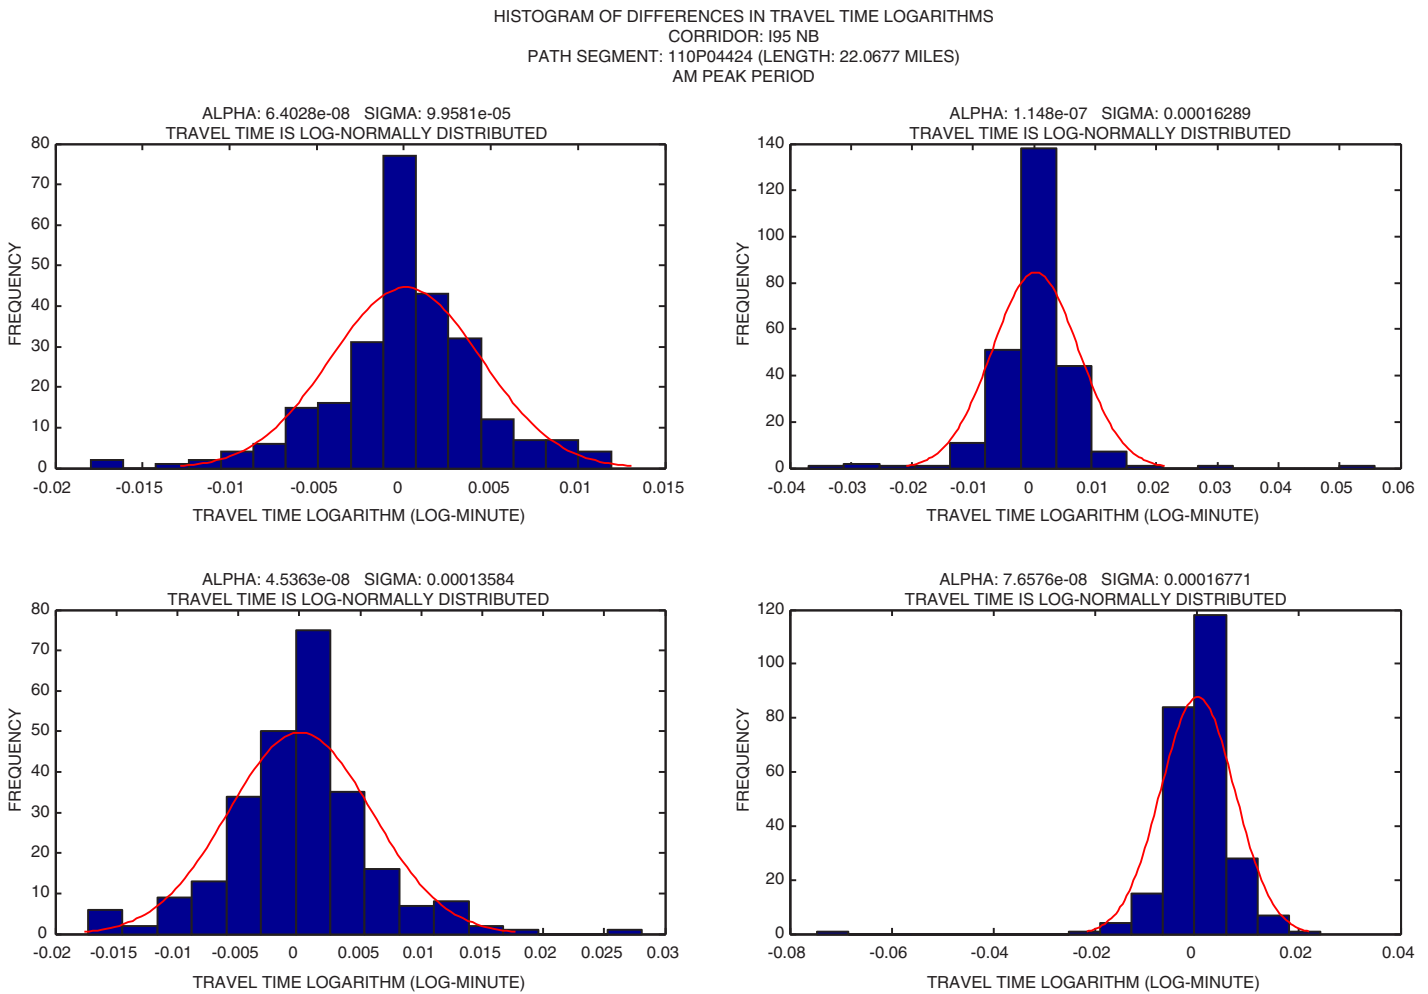 HISTOGRAM OF DIFFERENCES IN TRAVEL TIME LOGARITHMS
CORRIDOR: I95 NB
PATH SEGMENT: 110P04424 (LENGTH: 22.0677 MILES)
AM PEAK PERIOD
ALPHA: 6.4028e-08 SIGMA: 9.9581e-05
TRAVEL TIME IS LOG-NORMALLY DISTRIBUTED
80
70
60
50
40
30
20
10
0
FREQUENCY
-0.02 -0.015 -0.01 -0.005 0 0.005 0.01 0.015
TRAVEL TIME LOGARITHM (LOG-MINUTE)
ALPHA: 1.148e-07 SIGMA: 0.00016289
TRAVEL TIME IS LOG-NORMALLY DISTRIBUTED
140
120
100
80
60
40
20
0
FREQUENCY
-0.04 -0.03 -0.02 -0.01 0 0.01 0.02 0.03 0.04 0.05 0.06
TRAVEL TIME LOGARITHM (LOG-MINUTE)
ALPHA: 4.5363e-08 SIGMA: 0.00013584
TRAVEL TIME IS LOG-NORMALLY DISTRIBUTED
80
70
60
50
40
30
20
10
0
FREQUENCY
-0.02 -0.015 -0.01 -0.005 0 0.005 0.010 0.015 0.02 0.025 0.03
TRAVEL TIME LOGARITHM (LOG-MINUTE)
ALPHA: 7.6576e-08 SIGMA: 0.00016771
TRAVEL TIME IS LOG-NORMALLY DISTRIBUTED
120
100
80
60
40
20
0
FREQUENCY
-0.08 -0.06 -0.04 -0.02 0 0.02 0.04
TRAVEL TIME LOGARITHM (LOG-MINUTE)